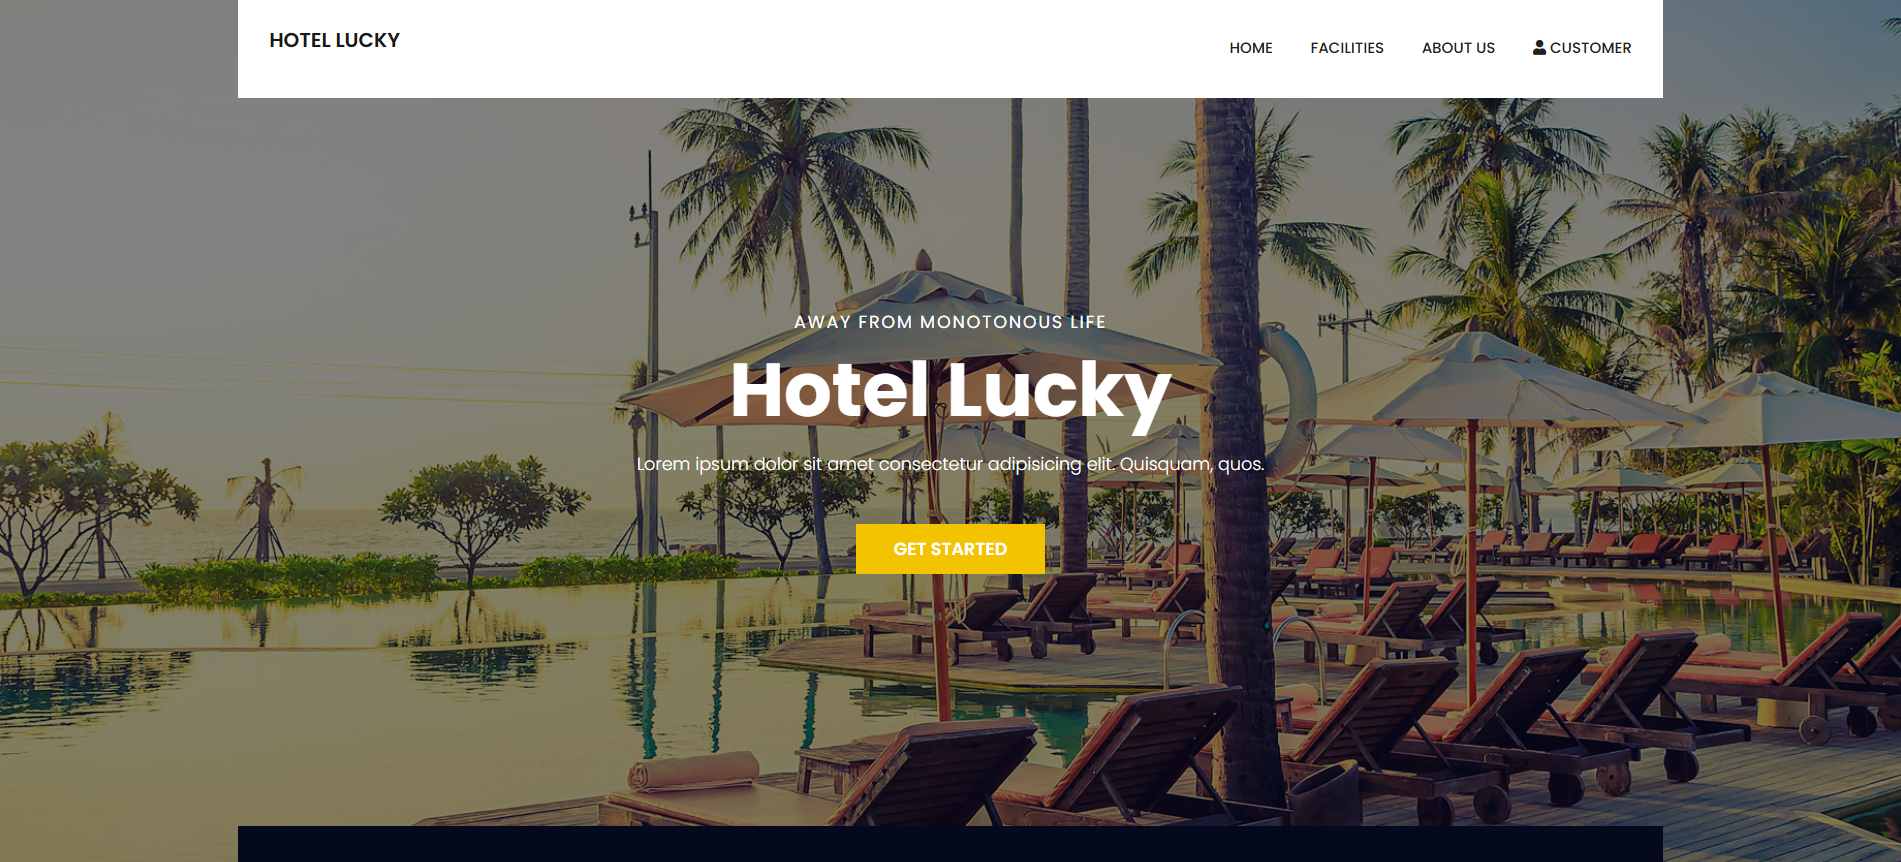 HOTEL LUCKY
HOME FACILITIES ABOUT US CUSTOMER
AWAY FROM MONOTONOUS LIFE
Hotel Lucky
Lorem ipsum dolor sit amet consectetur adipisicing elit. Quisquam, quos.
GET STARTED